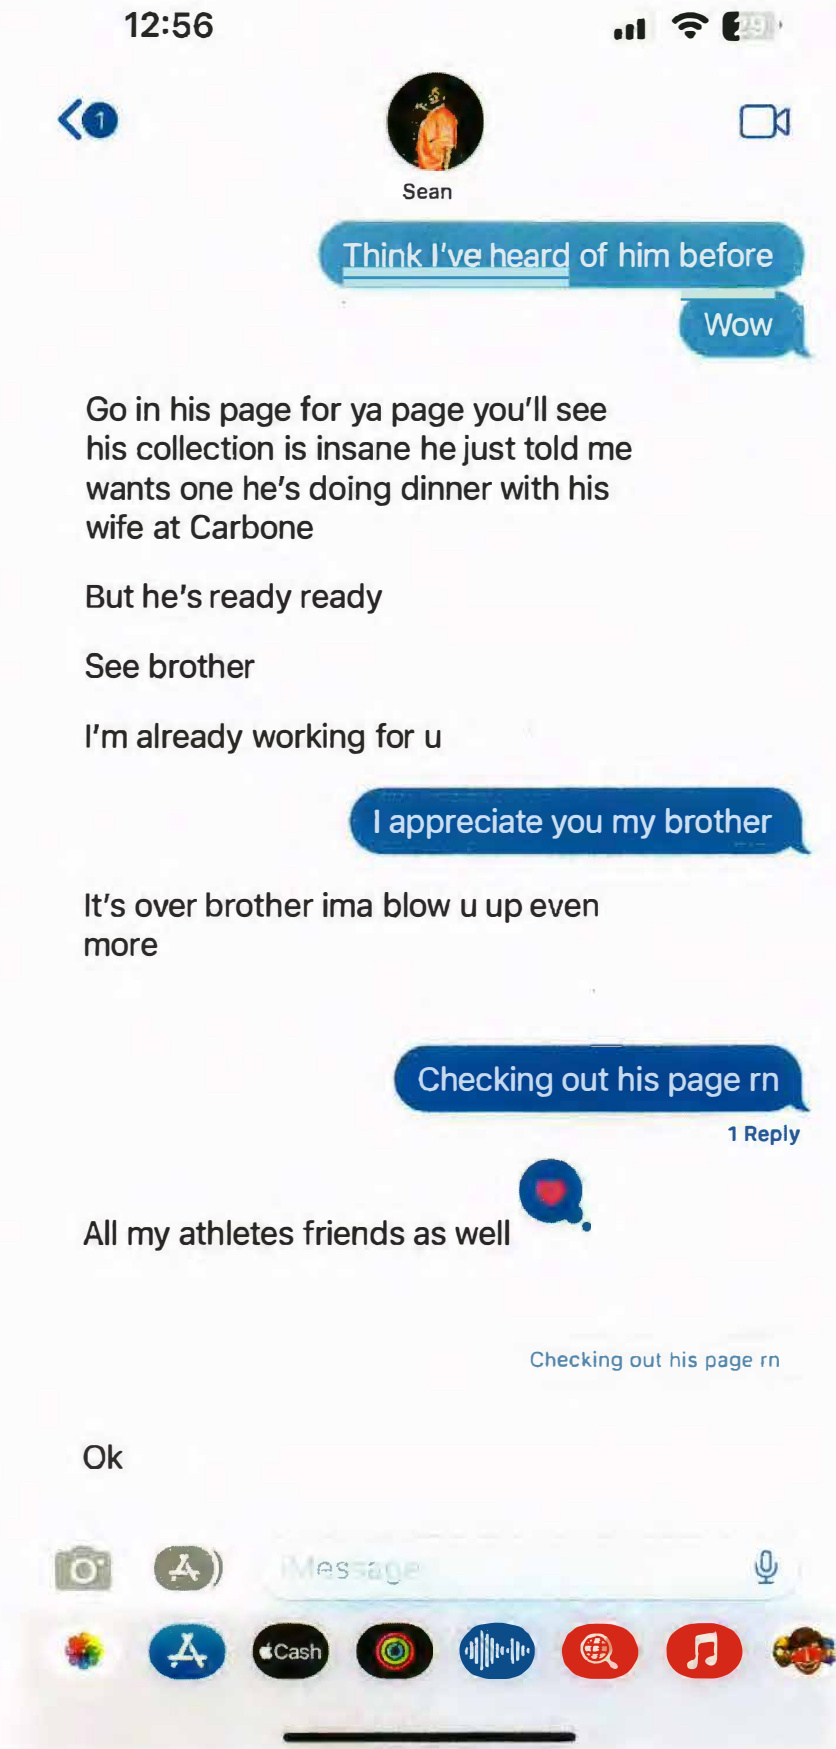 12:56
1
Sean
Think I've heard of him before
Wow
Go in his page for ya page you'll see
his collection is insane he just told me
wants one he's doing dinner with his
wife at Carbone
But he's ready ready
See brother
I'm already working for u
I appreciate you my brother
It's over brother ima blow u up even
more
Checking out his page rn
1 Reply
All my athletes friends as well
Checking out his page rn
Ok
iMessage
Cash